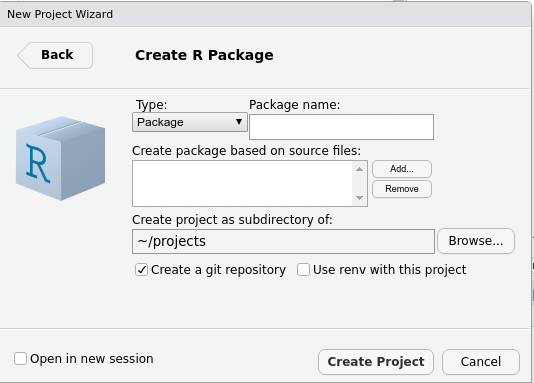 New Project Wizard
Back
Create R Package
Type:
Package name:
Package
Create package based on source files:
Add...
Remove
Create project as subdirectory of:
~/projects
Browse...
Create a git repository
Use renv with this project
Open in new session
Create Project
Cancel
R